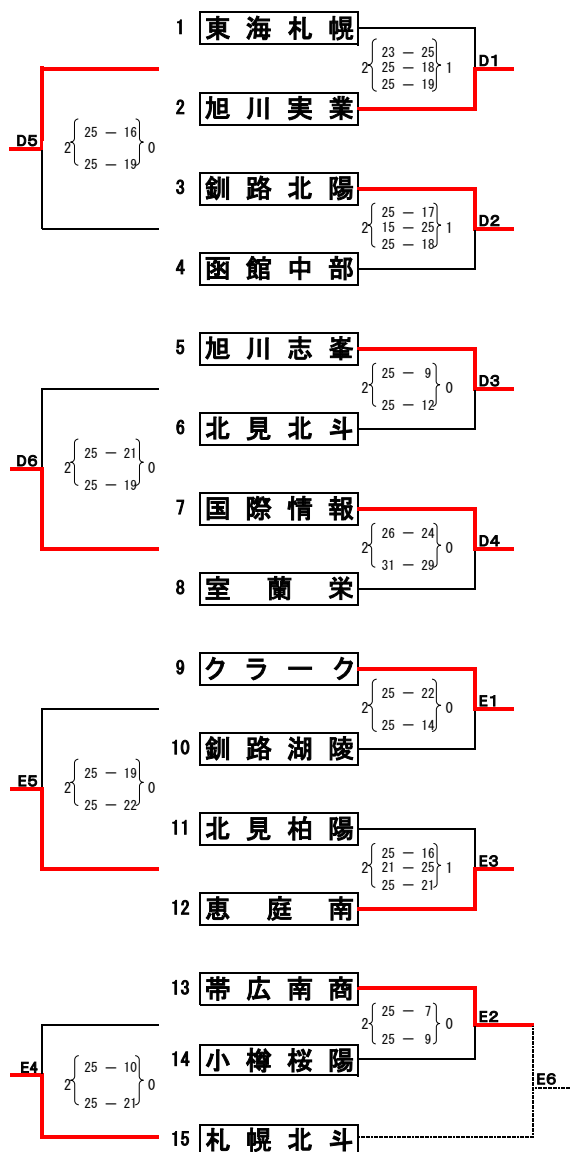 1 東海札幌
23 － 25
2 25 － 18 1 D1
25 － 19
2 旭川実業
D5
25 － 16
2 0
25 － 19
3 釧路北陽
25 － 17
2 15 － 25 1 D2
25 － 18
4 函館中部
5 旭川志峯
25 － 9
2 0 D3
25 － 12
6 北見北斗
D6
25 － 21
2 0
25 － 19
7 国際情報
26 － 24
2 0 D4
31 － 29
8 室蘭栄
9 クラーク
25 － 22
2 0 E1
25 － 14
10 釧路湖陵
E5
25 － 19
2 0
25 － 22
11 北見柏陽
25 － 16
2 21 － 25 1 E3
25 － 21
12 恵庭南
13 帯広南商
25 － 7
2 0 E2
25 － 9
14 小樽桜陽
E4
25 － 10
2 0
25 － 21
E6
15 札幌北斗